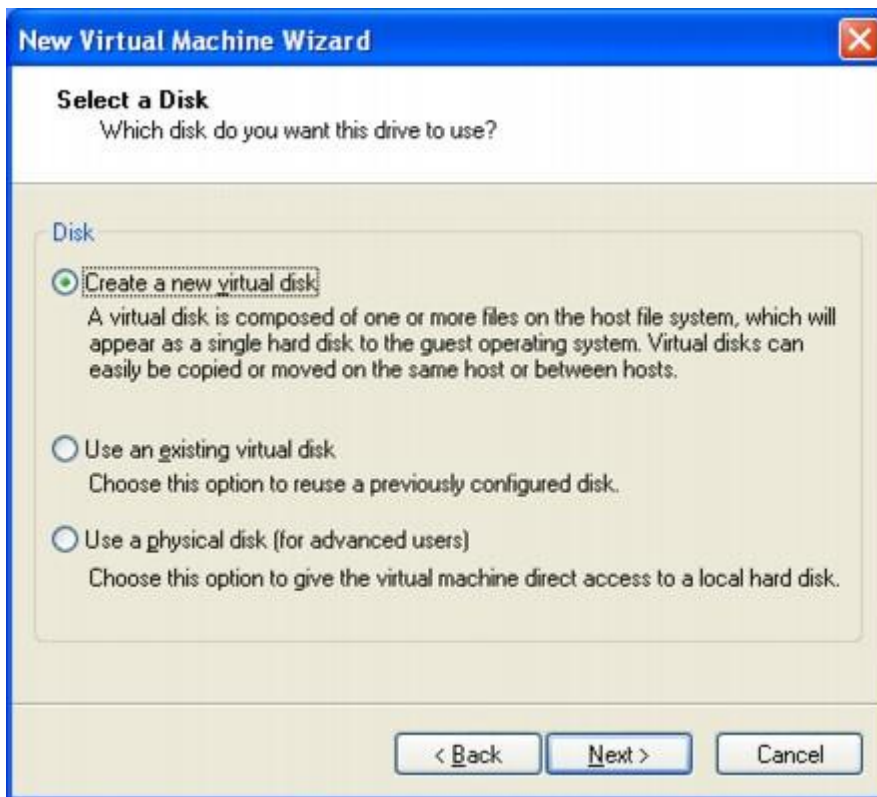 New Virtual Machine Wizard
Select a Disk
Which disk do you want this drive to use?
Disk
Create a new virtual disk
A virtual disk is composed of one or more files on the host file system, which will
appear as a single hard disk to the guest operating system. Virtual disks can
easily be copied or moved on the same host or between hosts.
Use an existing virtual disk
Choose this option to reuse a previously configured disk.
Use a physical disk (for advanced users)
Choose this option to give the virtual machine direct access to a local hard disk.
< Back
Next >
Cancel